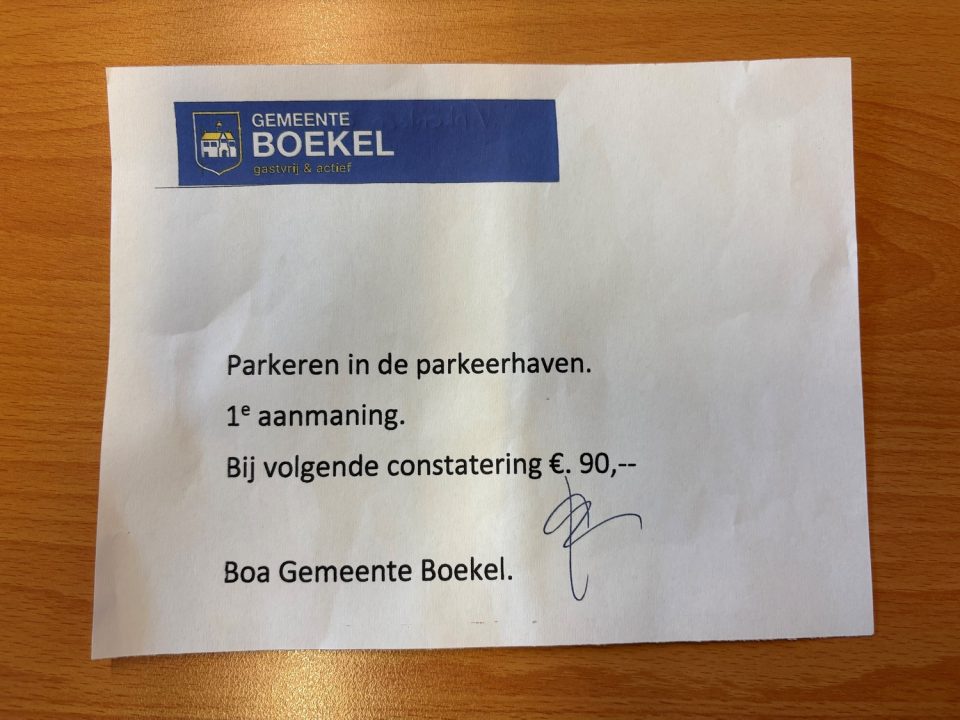 GEMEENTE
BOEKEL
gastvrij & actief
Parkeren in de parkeerhaven.
1e aanmaning.
Bij volgende constatering €. 90,--
Boa Gemeente Boekel.